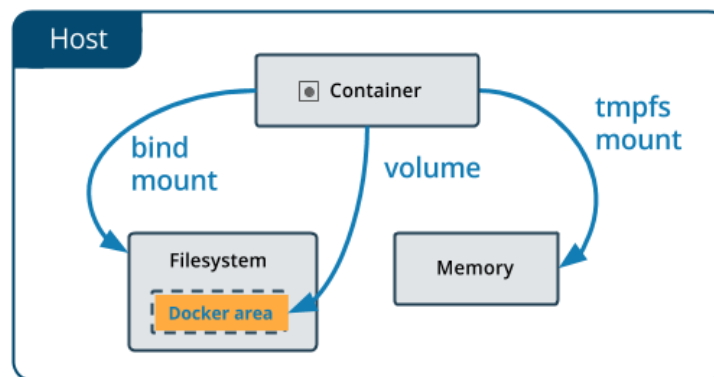 Host
Container
bind
mount
volume
tmpfs
mount
Filesystem
Docker area
Memory